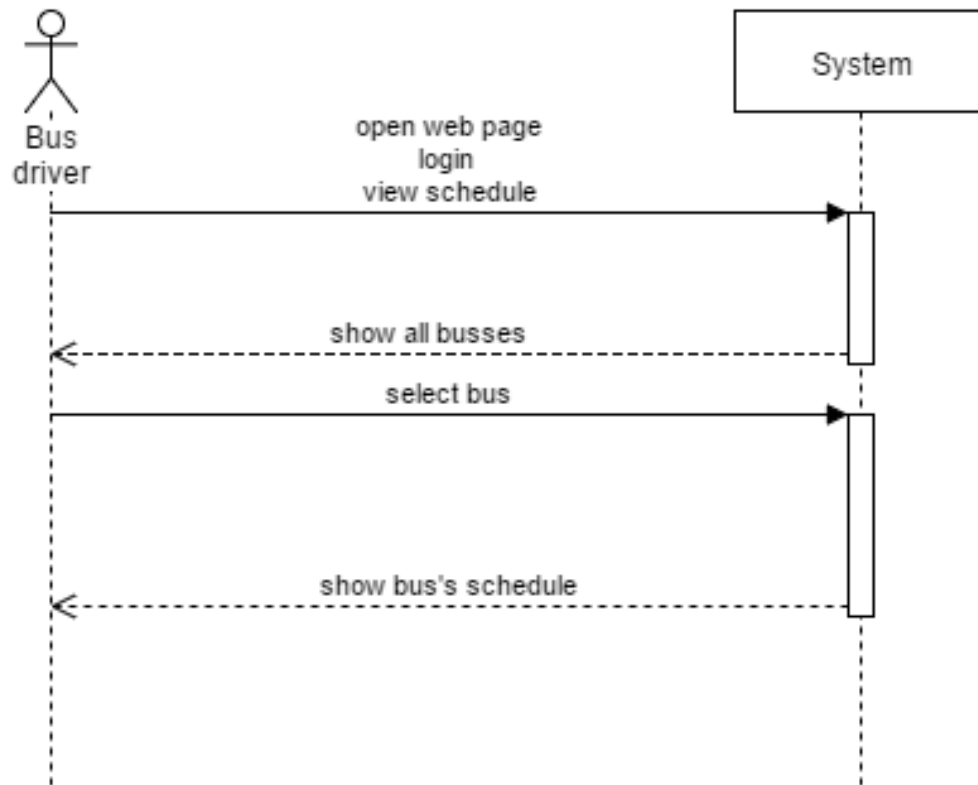 System
Bus
driver
open web page
login
view schedule
show all busses
select bus
show bus's schedule